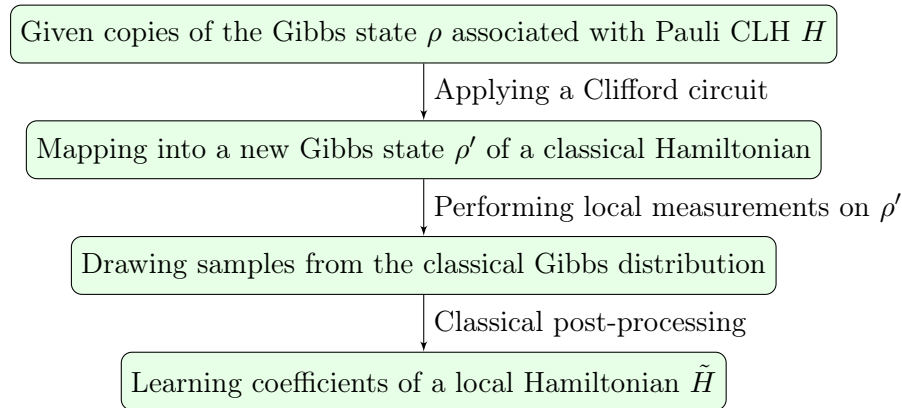 Given copies of the Gibbs state ρ associated with Pauli CLH H
Applying a Clifford circuit
Mapping into a new Gibbs state ρ′ of a classical Hamiltonian
Performing local measurements on ρ′
Drawing samples from the classical Gibbs distribution
Classical post-processing
Learning coefficients of a local Hamiltonian H̃